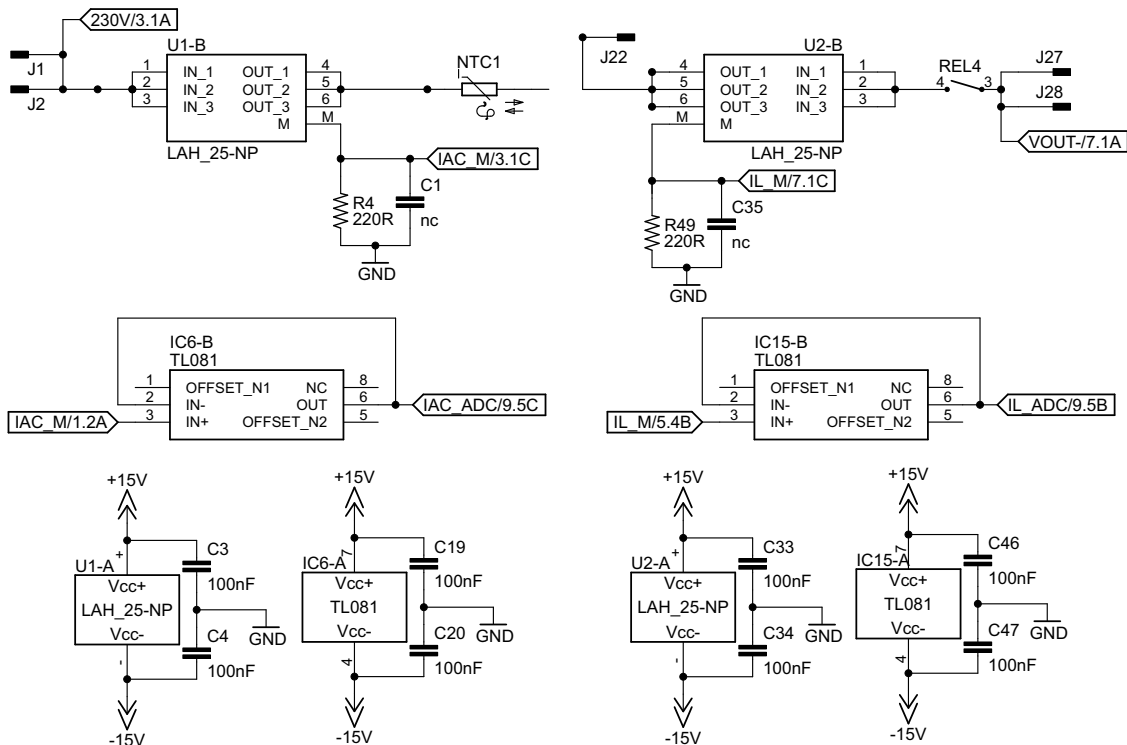 230V/3.1A
J1
J2
U1-B
1 IN_1 OUT_1 4
2 IN_2 OUT_2 5
3 IN_3 OUT_3 6
M M
LAH_25-NP
NTC1
IAC_M/3.1C
R4
220R
C1
nc
GND
J22
U2-B
4 OUT_1 IN_1 1
5 OUT_2 IN_2 2
6 OUT_3 IN_3 3
M M
LAH_25-NP
REL4
4 3
J27
J28
VOUT-/7.1A
IL_M/7.1C
R49
220R
C35
nc
GND
IC6-B
TL081
1 OFFSET_N1 NC 8
2 IN- OUT 6
3 IN+ OFFSET_N2 5
IAC_M/1.2A
IAC_ADC/9.5C
IC15-B
TL081
1 OFFSET_N1 NC 8
2 IN- OUT 6
3 IN+ OFFSET_N2 5
IL_M/5.4B
IL_ADC/9.5B
+15V
U1-A +
Vcc+
LAH_25-NP
Vcc-
-
-15V
C3
100nF
C4
100nF
GND
+15V
IC6-A 7
Vcc+
TL081
Vcc-
4
-15V
C19
100nF
C20
100nF
GND
+15V
U2-A +
Vcc+
LAH_25-NP
Vcc-
-
-15V
C33
100nF
C34
100nF
GND
+15V
IC15-A 7
Vcc+
TL081
Vcc-
4
-15V
C46
100nF
C47
100nF
GND